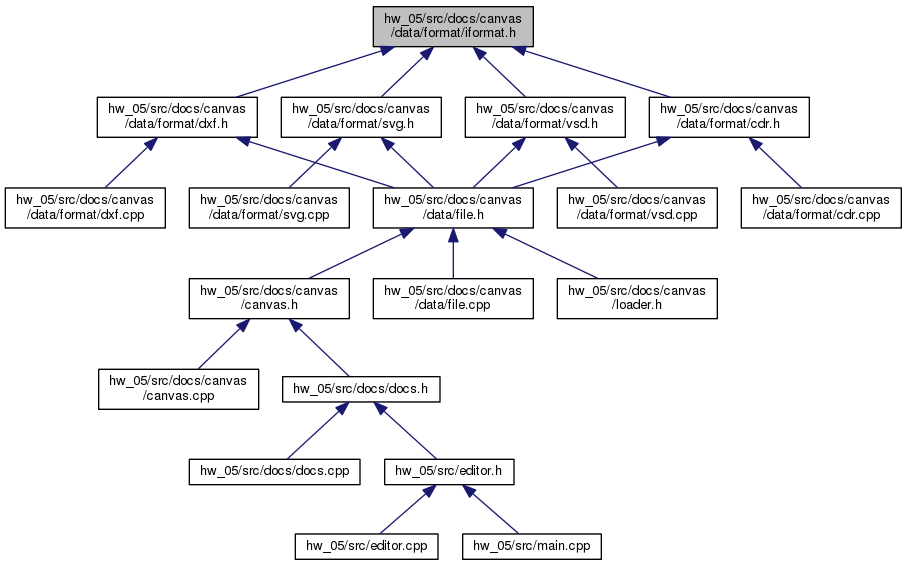 hw_05/src/docs/canvas
/data/format/iformat.h
hw_05/src/docs/canvas
/data/format/dxf.h
hw_05/src/docs/canvas
/data/format/svg.h
hw_05/src/docs/canvas
/data/format/vsd.h
hw_05/src/docs/canvas
/data/format/cdr.h
hw_05/src/docs/canvas
/data/format/dxf.cpp
hw_05/src/docs/canvas
/data/format/svg.cpp
hw_05/src/docs/canvas
/data/file.h
hw_05/src/docs/canvas
/data/format/vsd.cpp
hw_05/src/docs/canvas
/data/format/cdr.cpp
hw_05/src/docs/canvas
/canvas.h
hw_05/src/docs/canvas
/data/file.cpp
hw_05/src/docs/canvas
/loader.h
hw_05/src/docs/canvas
/canvas.cpp
hw_05/src/docs/docs.h
hw_05/src/docs/docs.cpp
hw_05/src/editor.h
hw_05/src/editor.cpp
hw_05/src/main.cpp